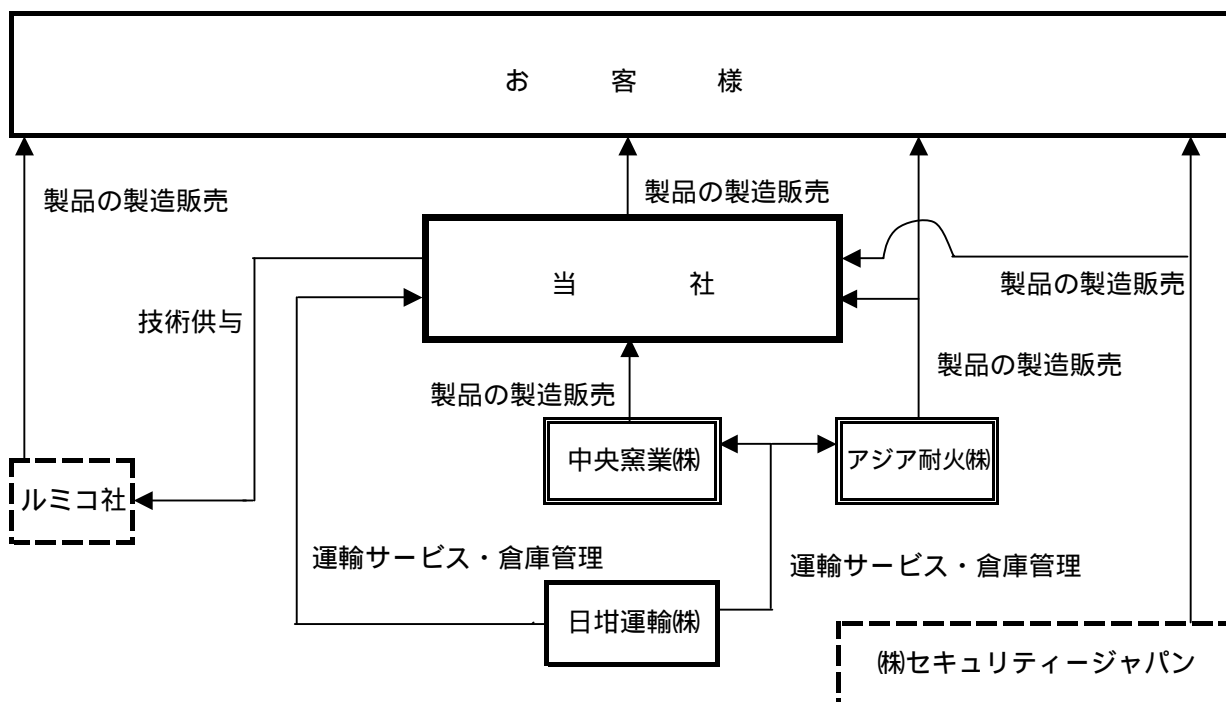 お 客 様
製品の製造販売
製品の製造販売
当 社
製品の製造販売
技術供与
製品の製造販売
製品の製造販売
中央窯業㈱
アジア耐火㈱
ルミコ社
運輸サービス・倉庫管理
運輸サービス・倉庫管理
日坩運輸㈱
㈱セキュリティージャパン